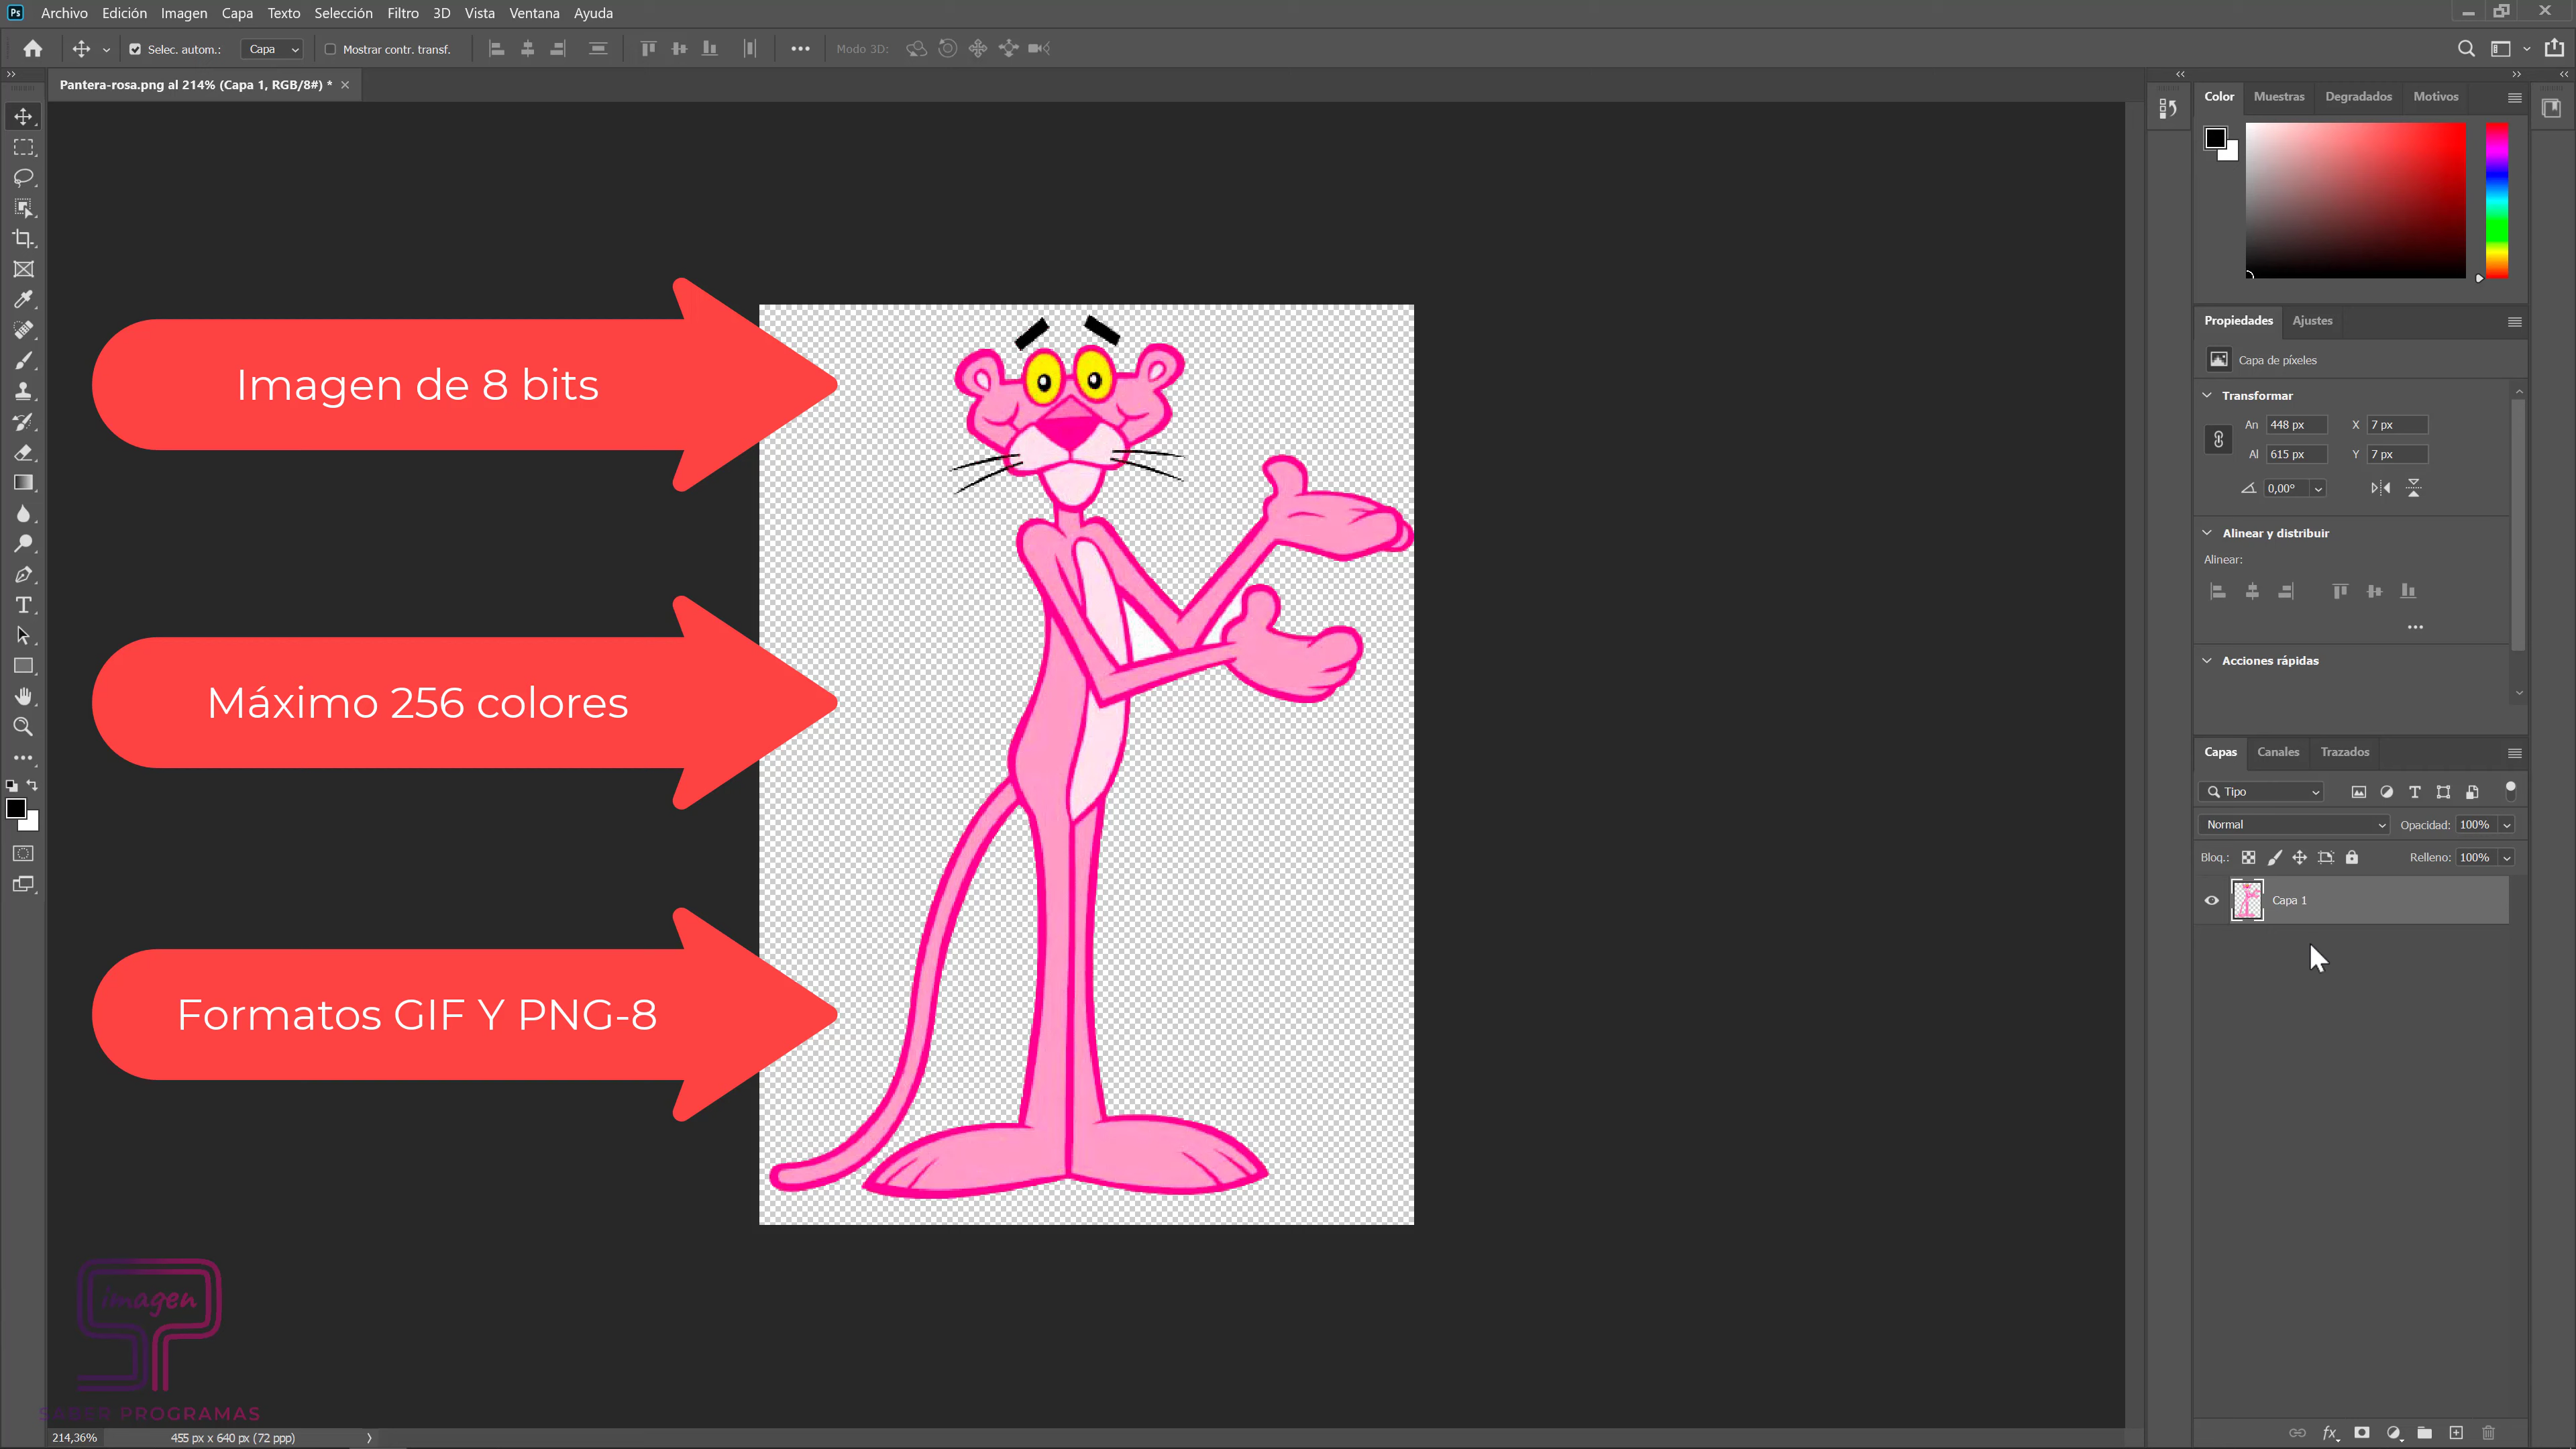 Ps Archivo Edición Imagen Capa Texto Selección Filtro 3D Vista Ventana Ayuda
Selec. autom.: Capa Mostrar contr. transf. Modo 3D:
Pantera-rosa.png al 214% (Capa 1, RGB/8#) *
Color Muestras Degradados Motivos
Propiedades Ajustes
Capa de píxeles
Transformar
An 448 px X 7 px
Al 615 px Y 7 px
0,00°
Alinear y distribuir
Alinear:
Acciones rápidas
Imagen de 8 bits
Máximo 256 colores
Formatos GIF Y PNG-8
Capas Canales Trazados
Tipo
Normal Opacidad: 100%
Bloq.: Relleno: 100%
Capa 1
imagen
SABER PROGRAMAS
214,36% 455 px x 640 px (72 ppp)
fx